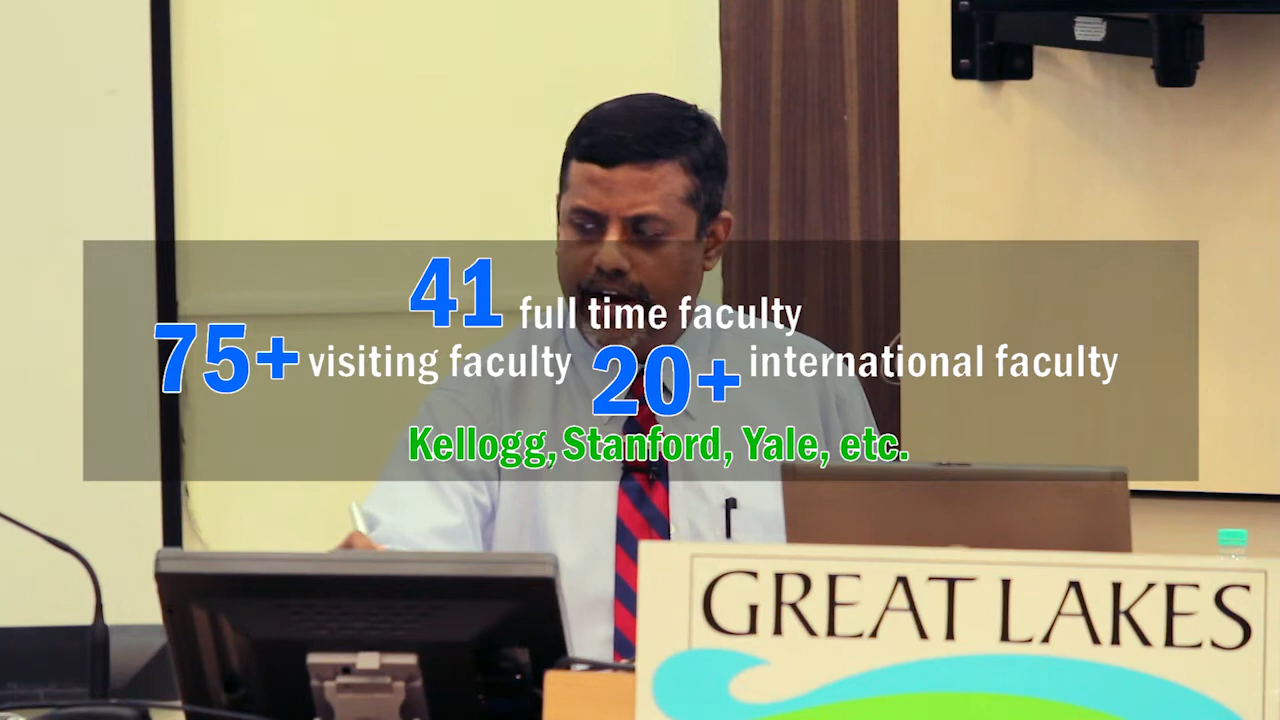 41 full time faculty
75+ visiting faculty 20+ international faculty
Kellogg, Stanford, Yale, etc.
GREAT LAKES